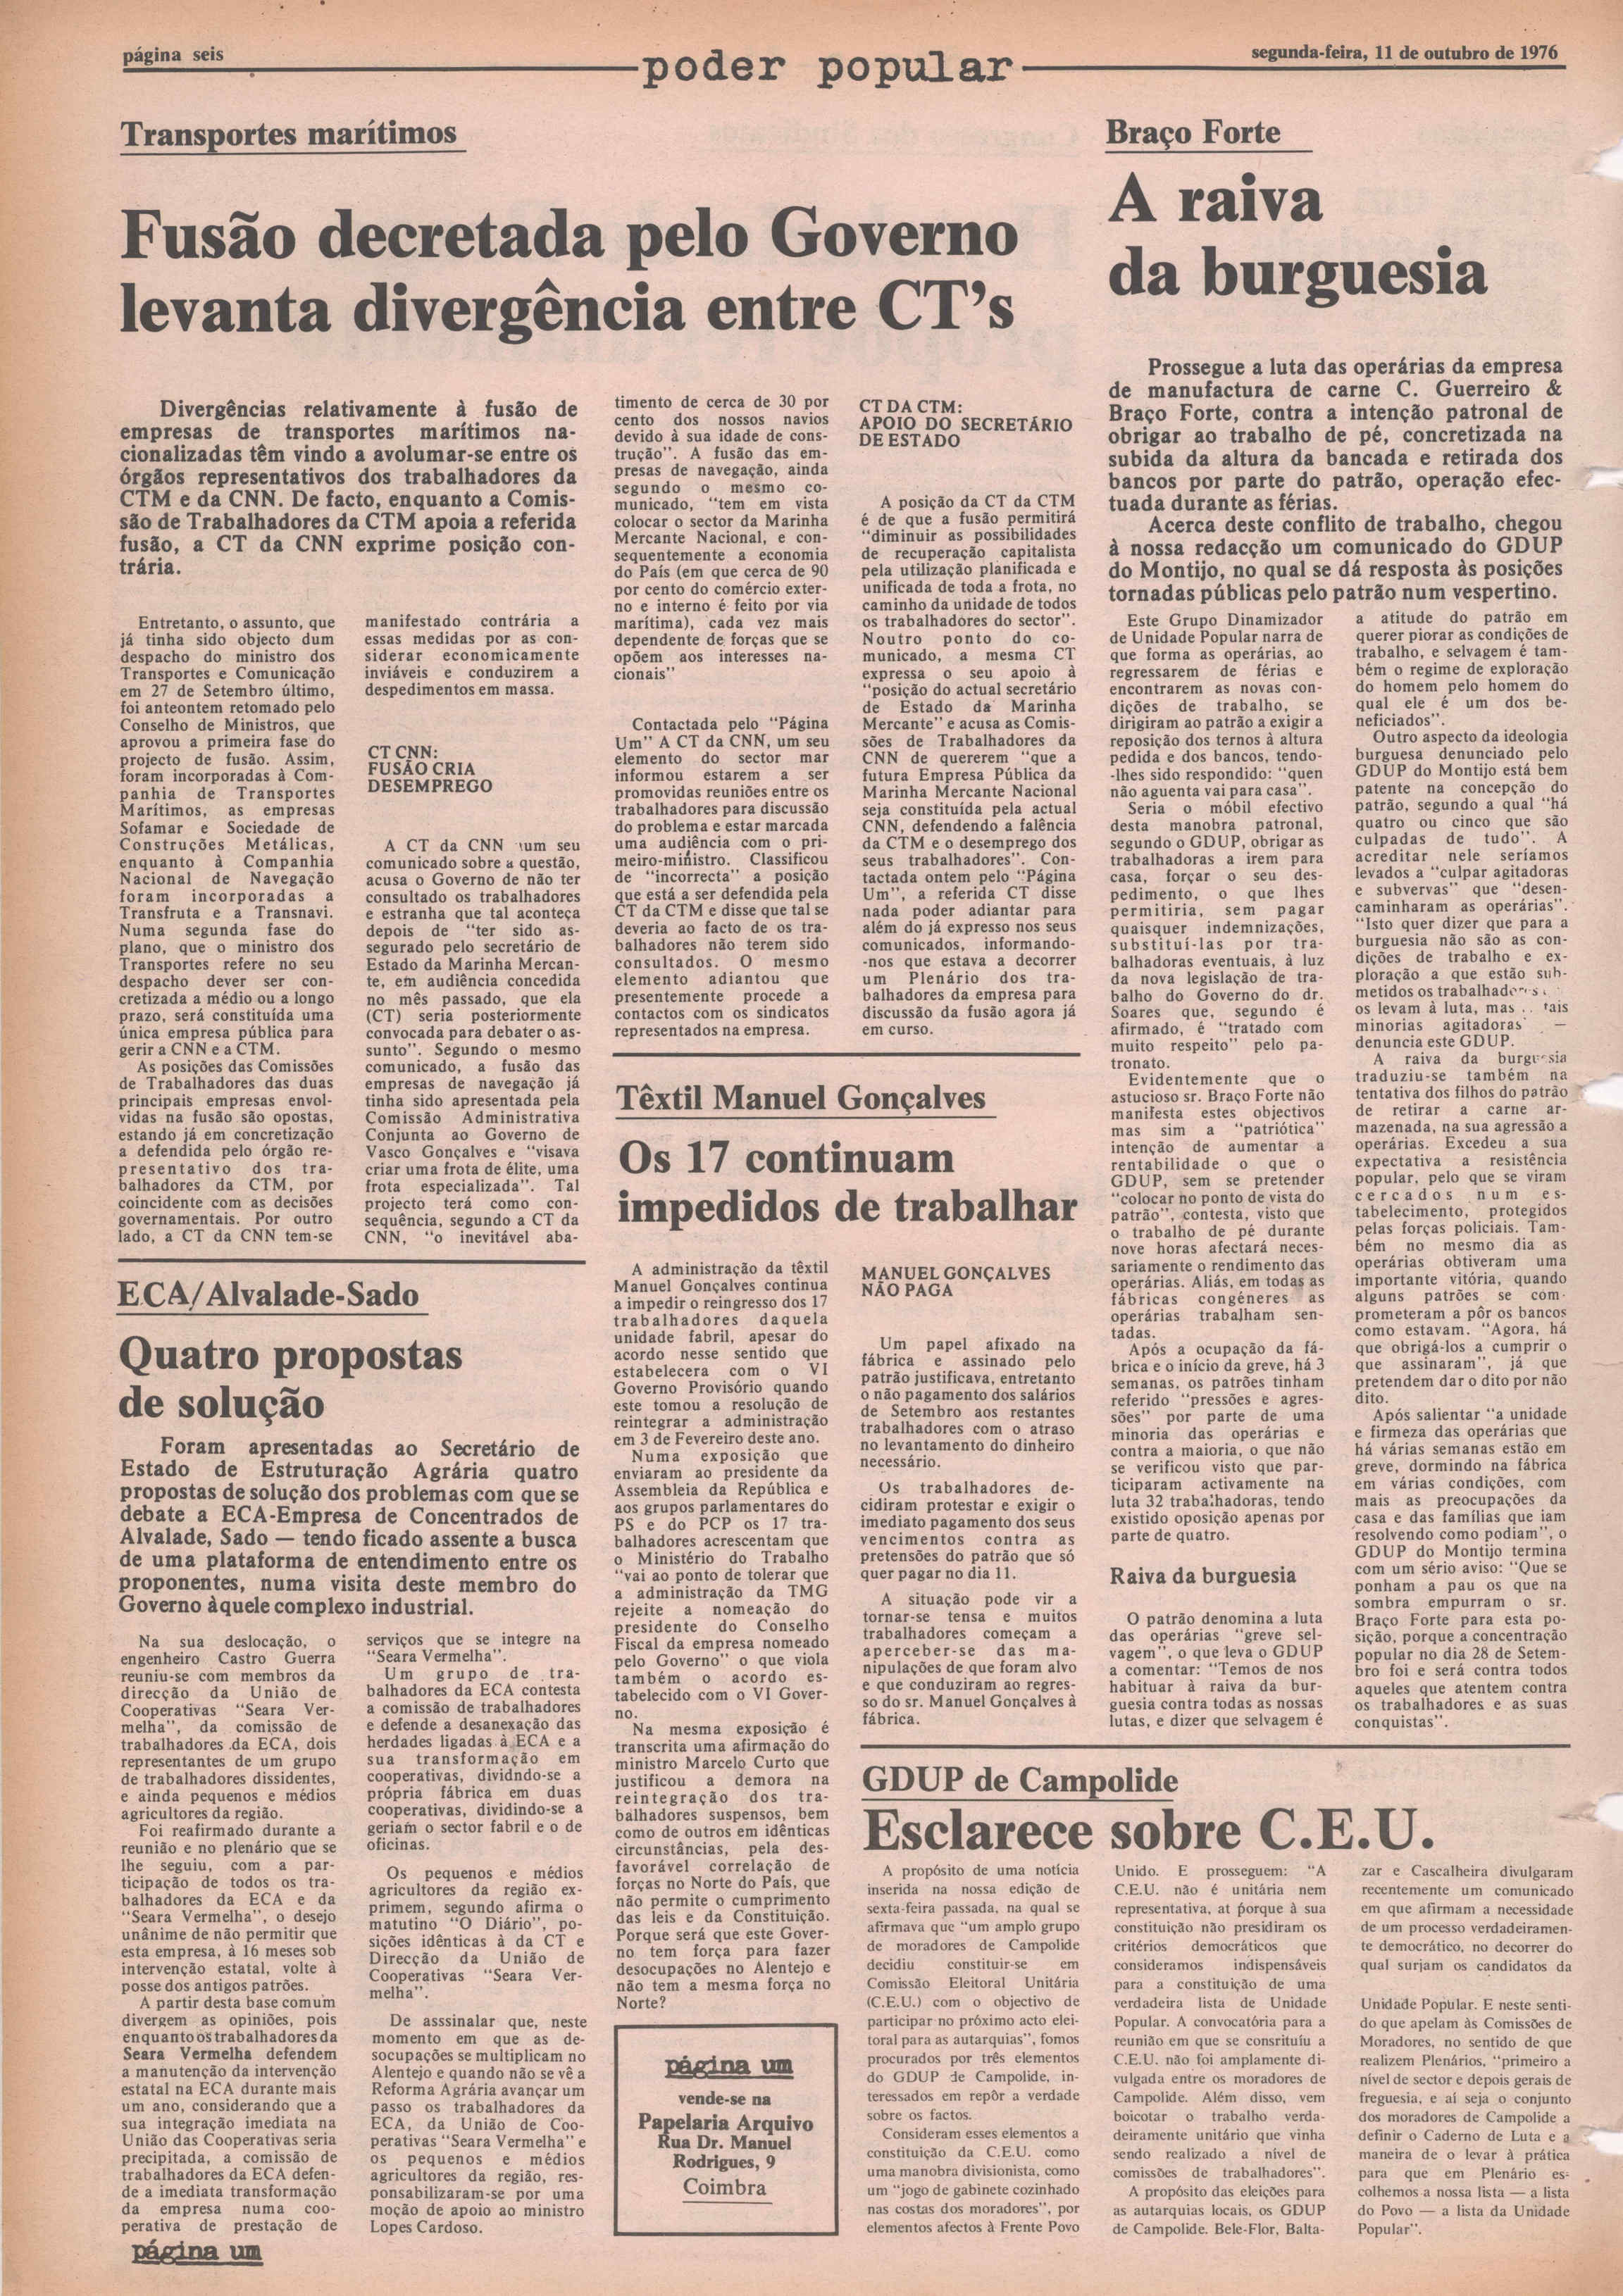 página seis
poder popular
segunda-feira, 11 de outubro de 1976
Transportes marítimos
Fusão decretada pelo Governo
levanta divergência entre CT's
Divergências relativamente à fusão de
empresas de transportes marítimos na-
cionalizadas têm vindo a avolumar-se entre os
órgãos representativos dos trabalhadores da
CTM e da CNN. De facto, enquanto a Comis-
são de Trabalhadores da CTM apoia a referida
fusão, a CT da CNN exprime posição con-
trária.
Entretanto, o assunto, que
já tinha sido objecto dum
despacho do ministro dos
Transportes e Comunicação
em 27 de Setembro último,
foi anteontem retomado pelo
Conselho de Ministros, que
aprovou a primeira fase do
projecto de fusão. Assim,
foram incorporadas à Com-
panhia de Transportes
Marítimos, as empresas
Sofamar e Sociedade de
Construções Metálicas,
enquanto à Companhia
Nacional de Navegação
foram incorporadas a
Transfruta e a Transnavi.
Numa segunda fase do
plano, que o ministro dos
Transportes refere no seu
despacho dever ser con-
cretizada a médio ou a longo
prazo, será constituída uma
única empresa pública para
gerir a CNN e a CTM.
As posições das Comissões
de Trabalhadores das duas
principais empresas envol-
vidas na fusão são opostas,
estando já em concretização
a defendida pelo órgão re-
presentativo dos tra-
balhadores da CTM, por
coincidente com as decisões
governamentais. Por outro
lado, a CT da CNN tem-se
manifestado contrária a
essas medidas por as con-
siderar economicamente
inviáveis e conduzirem a
despedimentos em massa.
CT CNN:
FUSÃO CRIA
DESEMPREGO
A CT da CNN num seu
comunicado sobre a questão,
acusa o Governo de não ter
consultado os trabalhadores
e estranha que tal aconteça
depois de "ter sido as-
segurado pelo secretário de
Estado da Marinha Mercan-
te, em audiência concedida
no mês passado, que ela
(CT) seria posteriormente
convocada para debater o as-
sunto". Segundo o mesmo
comunicado, a fusão das
empresas de navegação já
tinha sido apresentada pela
Comissão Administrativa
Conjunta ao Governo de
Vasco Gonçalves e "visava
criar uma frota de élite, uma
frota especializada". Tal
projecto terá como con-
sequência, segundo a CT da
CNN, "o inevitável aba-
timento de cerca de 30 por
cento dos nossos navios
devido à sua idade de cons-
trução". A fusão das em-
presas de navegação, ainda
segundo o mesmo co-
municado, "tem em vista
colocar o sector da Marinha
Mercante Nacional, e con-
sequentemente a economia
do País (em que cerca de 90
por cento do comércio exter-
no e interno é feito por via
marítima), cada vez mais
dependente de forças que se
opõem aos interesses na-
cionais"
Contactada pelo "Página
Um" A CT da CNN, um seu
elemento do sector mar
informou estarem a ser
promovidas reuniões entre os
trabalhadores para discussão
do problema e estar marcada
uma audiência com o pri-
meiro-ministro. Classificou
de "incorrecta" a posição
que está a ser defendida pela
CT da CTM e disse que tal se
deveria ao facto de os tra-
balhadores não terem sido
consultados. O mesmo
elemento adiantou que
presentemente procede a
contactos com os sindicatos
representados na empresa.
CT DA CTM:
APOIO DO SECRETÁRIO
DE ESTADO
A posição da CT da CTM
é de que a fusão permitirá
"diminuir as possibilidades
de recuperação capitalista
pela utilização planificada e
unificada de toda a frota, no
caminho da unidade de todos
os trabalhadores do sector".
Noutro ponto do co-
municado, a mesma CT
expressa o seu apoio à
"posição do actual secretário
de Estado da Marinha
Mercante" e acusa as Comis-
sões de Trabalhadores da
CNN de quererem "que a
futura Empresa Pública da
Marinha Mercante Nacional
seja constituída pela actual
CNN, defendendo a falência
da CTM e o desemprego dos
seus trabalhadores". Con-
tactada ontem pelo "Página
Um", a referida CT disse
nada poder adiantar para
além do já expresso nos seus
comunicados, informando-
-nos que estava a decorrer
um Plenário dos tra-
balhadores da empresa para
discussão da fusão agora já
em curso.
Braço Forte
A raiva
da burguesia
Prossegue a luta das operárias da empresa
de manufactura de carne C. Guerreiro &
Braço Forte, contra a intenção patronal de
obrigar ao trabalho de pé, concretizada na
subida da altura da bancada e retirada dos
bancos por parte do patrão, operação efec-
tuada durante as férias.
Acerca deste conflito de trabalho, chegou
à nossa redacção um comunicado do GDUP
do Montijo, no qual se dá resposta às posições
tornadas públicas pelo patrão num vespertino.
Este Grupo Dinamizador
de Unidade Popular narra de
que forma as operárias, ao
regressarem de férias e
encontrarem as novas con-
dições de trabalho, se
dirigiram ao patrão a exigir a
reposição dos ternos à altura
pedida e dos bancos, tendo-
-lhes sido respondido: "quen
não aguenta vai para casa".
Seria o móbil efectivo
desta manobra patronal,
segundo o GDUP, obrigar as
trabalhadoras a irem para
casa, forçar o seu des-
pedimento, o que lhes
permitiria, sem pagar
quaisquer indemnizações,
substituí-las por tra-
balhadoras eventuais, à luz
da nova legislação de tra-
balho do Governo do dr.
Soares que, segundo é
afirmado, é "tratado com
muito respeito" pelo pa-
tronato.
Evidentemente que o
astucioso sr. Braço Forte não
manifesta estes objectivos
mas sim a "patriótica"
intenção de aumentar a
rentabilidade o que o
GDUP, sem se pretender
"colocar no ponto de vista do
patrão", contesta, visto que
o trabalho de pé durante
nove horas afectará neces-
sariamente o rendimento das
operárias. Aliás, em todas as
fábricas congéneres as
operárias trabalham sen-
tadas.
Após a ocupação da fá-
brica e o início da greve, há 3
semanas, os patrões tinham
referido "pressões e agres-
sões" por parte de uma
minoria das operárias e
contra a maioria, o que não
se verificou visto que par-
ticiparam activamente na
luta 32 trabalhadoras, tendo
existido oposição apenas por
parte de quatro.
Raiva da burguesia
O patrão denomina a luta
das operárias "greve sel-
vagem", o que leva o GDUP
a comentar: "Temos de nos
habituar à raiva da bur-
guesia contra todas as nossas
lutas, e dizer que selvagem é
a atitude do patrão em
querer piorar as condições de
trabalho, e selvagem é tam-
bém o regime de exploração
do homem pelo homem do
qual ele é um dos be-
neficiados".
Outro aspecto da ideologia
burguesa denunciado pelo
GDUP do Montijo está bem
patente na concepção do
patrão, segundo a qual "há
quatro ou cinco que são
culpadas de tudo". A
acreditar nele seríamos
levados a "culpar agitadoras
e subvervas" que "desen-
caminharam as operárias".
"Isto quer dizer que para a
burguesia não são as con-
dições de trabalho e ex-
ploração a que estão sub-
metidos os
os levam à luta, mas
minorias agitadoras —
denuncia este GDUP.
A raiva da burguesia
traduziu-se também na
tentativa dos filhos do patrão
de retirar a carne ar-
mazenada, na sua agressão a
operárias. Excedeu a sua
expectativa a resistência
popular, pelo que se viram
cercados num es-
tabelecimento, protegidos
pelas forças policiais. Tam-
bém no mesmo dia as
operárias obtiveram uma
importante vitória, quando
alguns patrões se com-
prometeram a pôr os bancos
como estavam. "Agora, há
que obrigá-los a cumprir o
que assinaram", já que
pretendem dar o dito por não
dito.
Após salientar "a unidade
e firmeza das operárias que
há várias semanas estão em
greve, dormindo na fábrica
em várias condições, com
mais as preocupações da
casa e das famílias que iam
resolvendo como podiam", o
GDUP do Montijo termina
com um sério aviso: "Que se
ponham a pau os que na
sombra empurram o sr.
Braço Forte para esta po-
sição, porque a concentração
popular no dia 28 de Setem-
bro foi e será contra todos
aqueles que atentem contra
os trabalhadores e as suas
conquistas".
Têxtil Manuel Gonçalves
Os 17 continuam
impedidos de trabalhar
A administração da têxtil
Manuel Gonçalves continua
a impedir o reingresso dos 17
trabalhadores daquela
unidade fabril, apesar do
acordo nesse sentido que
estabelecera com o VI
Governo Provisório quando
este tomou a resolução de
reintegrar a administração
em 3 de Fevereiro deste ano.
Numa exposição que
enviaram ao presidente da
Assembleia da República e
aos grupos parlamentares do
PS e do PCP os 17 tra-
balhadores acrescentam que
o Ministério do Trabalho
"vai ao ponto de tolerar que
a administração da TMG
rejeite a nomeação do
presidente do Conselho
Fiscal da empresa nomeado
pelo Governo" o que viola
também o acordo es-
tabelecido com o VI Gover-
no.
Na mesma exposição é
transcrita uma afirmação do
ministro Marcelo Curto que
justificou a demora na
reintegração dos tra-
balhadores suspensos, bem
como de outros em idênticas
circunstâncias, pela des-
favorável correlação de
forças no Norte do País, que
não permite o cumprimento
das leis e da Constituição.
Porque será que este Gover-
no tem força para fazer
desocupações no Alentejo e
não tem a mesma força no
Norte?
MANUEL GONÇALVES
NÃO PAGA
Um papel afixado na
fábrica e assinado pelo
patrão justificava, entretanto
o não pagamento dos salários
de Setembro aos restantes
trabalhadores com o atraso
no levantamento do dinheiro
necessário.
Os trabalhadores de-
cidiram protestar e exigir o
imediato pagamento dos seus
vencimentos contra as
pretensões do patrão que só
quer pagar no dia 11.
A situação pode vir a
tornar-se tensa e muitos
trabalhadores começam a
aperceber-se das ma-
nipulações de que foram alvo
e que conduziram ao regres-
so do sr. Manuel Gonçalves à
fábrica.
ECA/Alvalade-Sado
Quatro propostas
de solução
Foram apresentadas ao Secretário de
Estado de Estruturação Agrária quatro
propostas de solução dos problemas com que se
debate a ECA-Empresa de Concentrados de
Alvalade, Sado — tendo ficado assente a busca
de uma plataforma de entendimento entre os
proponentes, numa visita deste membro do
Governo àquele complexo industrial.
Na sua deslocação, o
engenheiro Castro Guerra
reuniu-se com membros da
direcção da União de
Cooperativas "Seara Ver-
melha", da comissão de
trabalhadores da ECA, dois
representantes de um grupo
de trabalhadores dissidentes,
e ainda pequenos e médios
agricultores da região.
Foi reafirmado durante a
reunião e no plenário que se
lhe seguiu, com a par-
ticipação de todos os tra-
balhadores da ECA e da
"Seara Vermelha", o desejo
unânime de não permitir que
esta empresa, à 16 meses sob
intervenção estatal, volte à
posse dos antigos patrões.
A partir desta base comum
divergem as opiniões, pois
enquanto os trabalhadores da
Seara Vermelha defendem
a manutenção da intervenção
estatal na ECA durante mais
um ano, considerando que a
sua integração imediata na
União das Cooperativas seria
precipitada, a comissão de
trabalhadores da ECA defen-
de a imediata transformação
da empresa numa coo-
perativa de prestação de
serviços que se integre na
"Seara Vermelha".
Um grupo de tra-
balhadores da ECA contesta
a comissão de trabalhadores
e defende a desanexação das
herdades ligadas à ECA e a
sua transformação em
cooperativas, dividndo-se a
própria fábrica em duas
cooperativas, dividindo-se a
geriam o sector fabril e o de
oficinas.
Os pequenos e médios
agricultores da região ex-
primem, segundo afirma o
matutino "O Diário", po-
sições idênticas à da CT e
Direcção da União de
Cooperativas "Seara Ver-
melha".
De asssinalar que, neste
momento em que as de-
socupações se multiplicam no
Alentejo e quando não se vê a
Reforma Agrária avançar um
passo os trabalhadores da
ECA, da União de Coo-
perativas "Seara Vermelha" e
os pequenos e médios
agricultores da região, res-
ponsabilizaram-se por uma
moção de apoio ao ministro
Lopes Cardoso.
página um
vende-se na
Papelaria Arquivo
Rua Dr. Manuel
Rodrigues, 9
Coimbra
GDUP de Campolide
Esclarece sobre C.E.U.
A propósito de uma notícia
inserida na nossa edição de
sexta-feira passada, na qual se
afirmava que "um amplo grupo
de moradores de Campolide
decidiu constituir-se em
Comissão Eleitoral Unitária
(C.E.U.) com o objectivo de
participar no próximo acto elei-
toral para as autarquias", fomos
procurados por três elementos
do GDUP de Campolide, in-
teressados em repôr a verdade
sobre os factos.
Consideram esses elementos a
constituição da C.E.U. como
uma manobra divisionista, como
um "jogo de gabinete cozinhado
nas costas dos moradores", por
elementos afectos à Frente Povo
Unido. E prosseguem: "A
C.E.U. não é unitária nem
representativa, at porque à sua
constituição não presidiram os
critérios democráticos que
consideramos indispensáveis
para a constituição de uma
verdadeira lista de Unidade
Popular. A convocatória para a
reunião em que se consrituíu a
C.E.U. não foi amplamente di-
vulgada entre os moradores de
Campolide. Além disso, vem
boicotar o trabalho verda-
deiramente unitário que vinha
sendo realizado a nível de
comissões de trabalhadores".
A propósito das eleições para
as autarquias locais, os GDUP
de Campolide. Bele-Flor, Balta-
zar e Cascalheira divulgaram
recentemente um comunicado
em que afirmam a necessidade
de um processo verdadeiramen-
te democrático, no decorrer do
qual surjam os candidatos da
Unidade Popular. E neste senti-
do que apelam às Comissões de
Moradores, no sentido de que
realizem Plenários, "primeiro a
nível de sector e depois gerais de
freguesia, e aí seja o conjunto
dos moradores de Campolide a
definir o Caderno de Luta e a
maneira de o levar à prática
para que em Plenário es-
colhemos a nossa lista — a lista
do Povo — a lista da Unidade
Popular".
página um